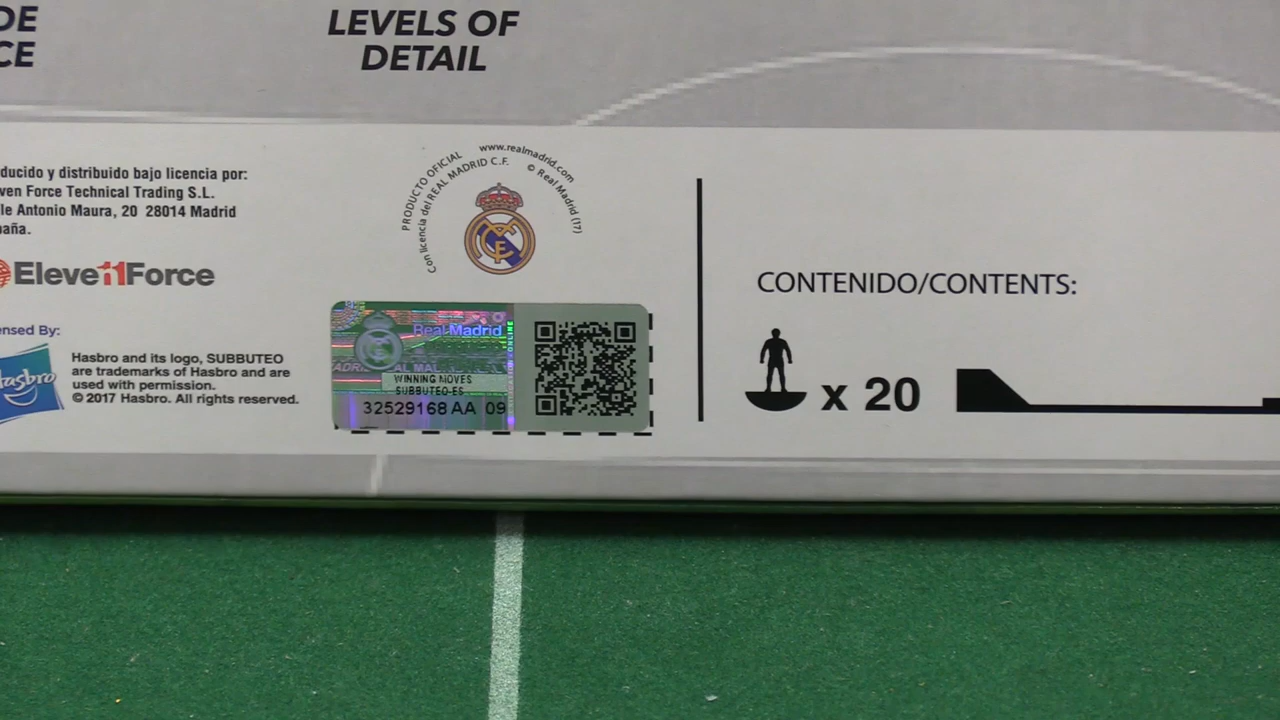 DE
CE
LEVELS OF
DETAIL
ducido y distribuido bajo licencia por:
ven Force Technical Trading S.L.
le Antonio Maura, 20 28014 Madrid
paña.
Eleve11Force
ensed By:
Hasbro
Hasbro and its logo, SUBBUTEO
are trademarks of Hasbro and are
used with permission.
© 2017 Hasbro. All rights reserved.
PRODUCTO OFICIAL www.realmadrid.com
Con licencia del REAL MADRID C.F. © Real Madrid (17)
Real Madrid
WINNING MOVES
SUBBUTEO-ES
32529168 AA 09
CONTENIDO/CONTENTS:
x 20